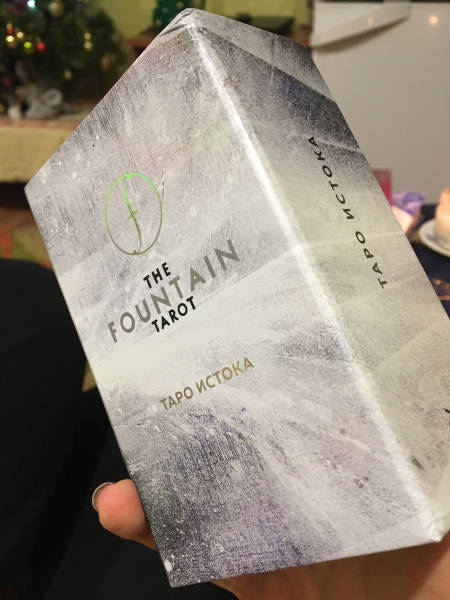 f
THE
FOUNTAIN
TAROT
ТАРО ИСТОКА
ТАРО ИСТОКА